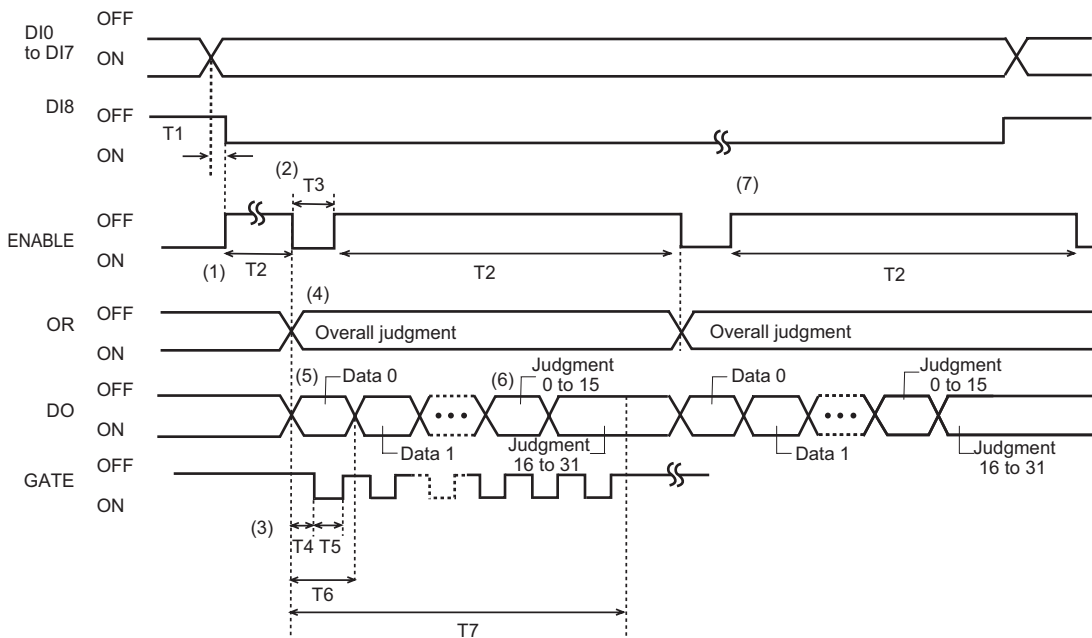 OFF
DI0
to DI7
ON
DI8
OFF
T1
ON
(2)
T3
(7)
OFF
ENABLE
ON
(1)
T2
T2
T2
(4)
OFF
OR
Overall judgment
Overall judgment
ON
OFF
(5)
Data 0
(6)
Judgment
0 to 15
Data 0
Judgment
0 to 15
DO
ON
Data 1
Judgment
16 to 31
Data 1
Judgment
16 to 31
OFF
GATE
ON
(3)
T4
T5
T6
T7